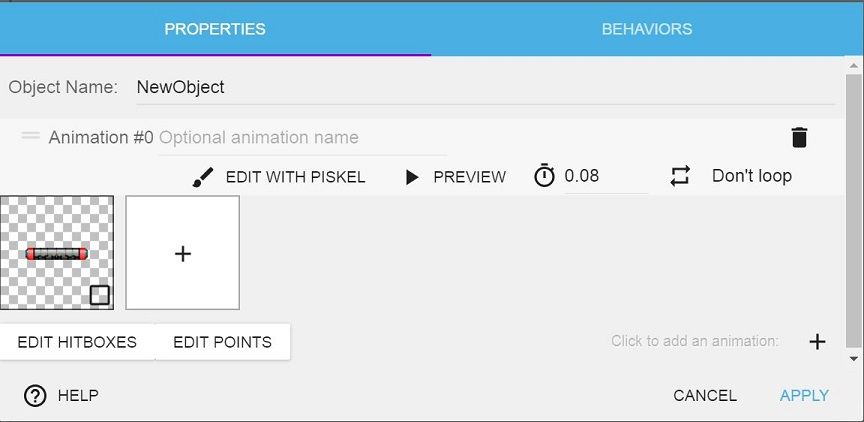 PROPERTIES BEHAVIORS
Object Name: NewObject
Animation #0 Optional animation name
EDIT WITH PISKEL PREVIEW 0.08 Don't loop
EDIT HITBOXES EDIT POINTS Click to add an animation:
HELP CANCEL APPLY